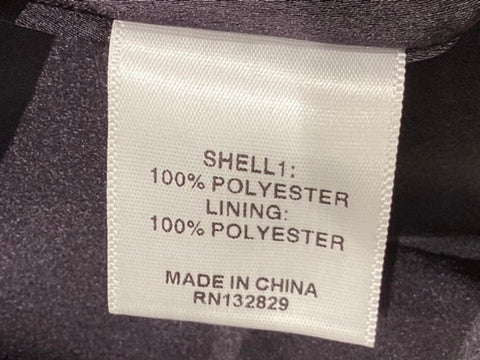 SHELL1:
100% POLYESTER
LINING:
100% POLYESTER
MADE IN CHINA
RN132829